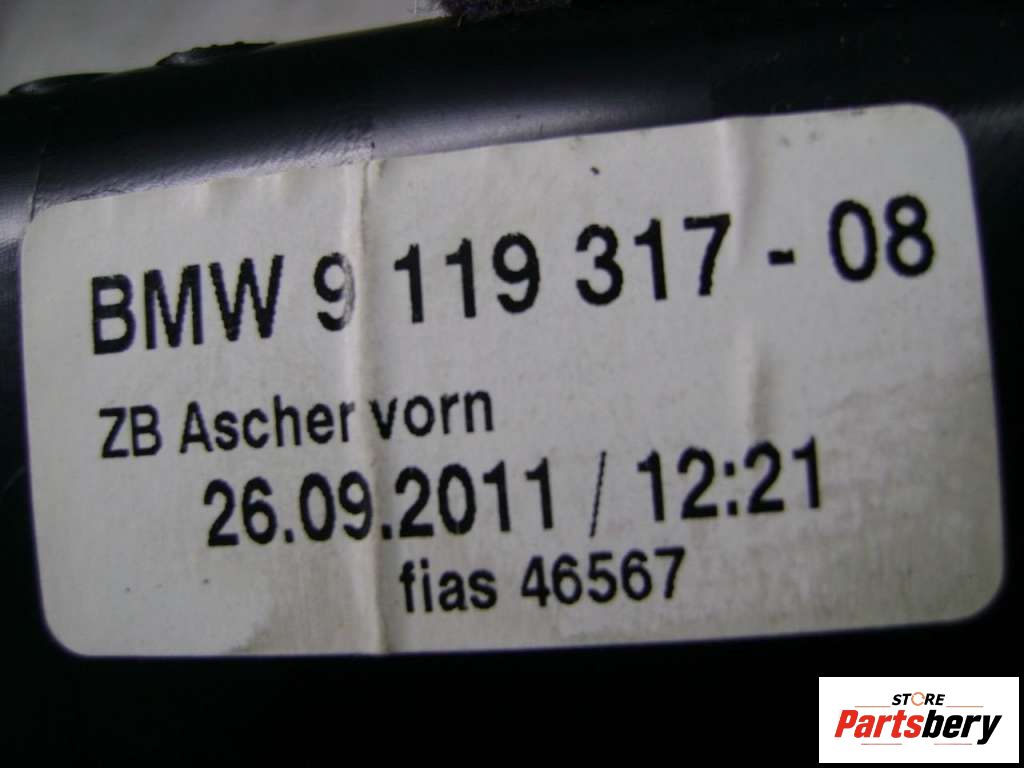 BMW 9 119 317 - 08
ZB Ascher vorn
26.09.2011 / 12:21
fias 46567
STORE
Partsbery